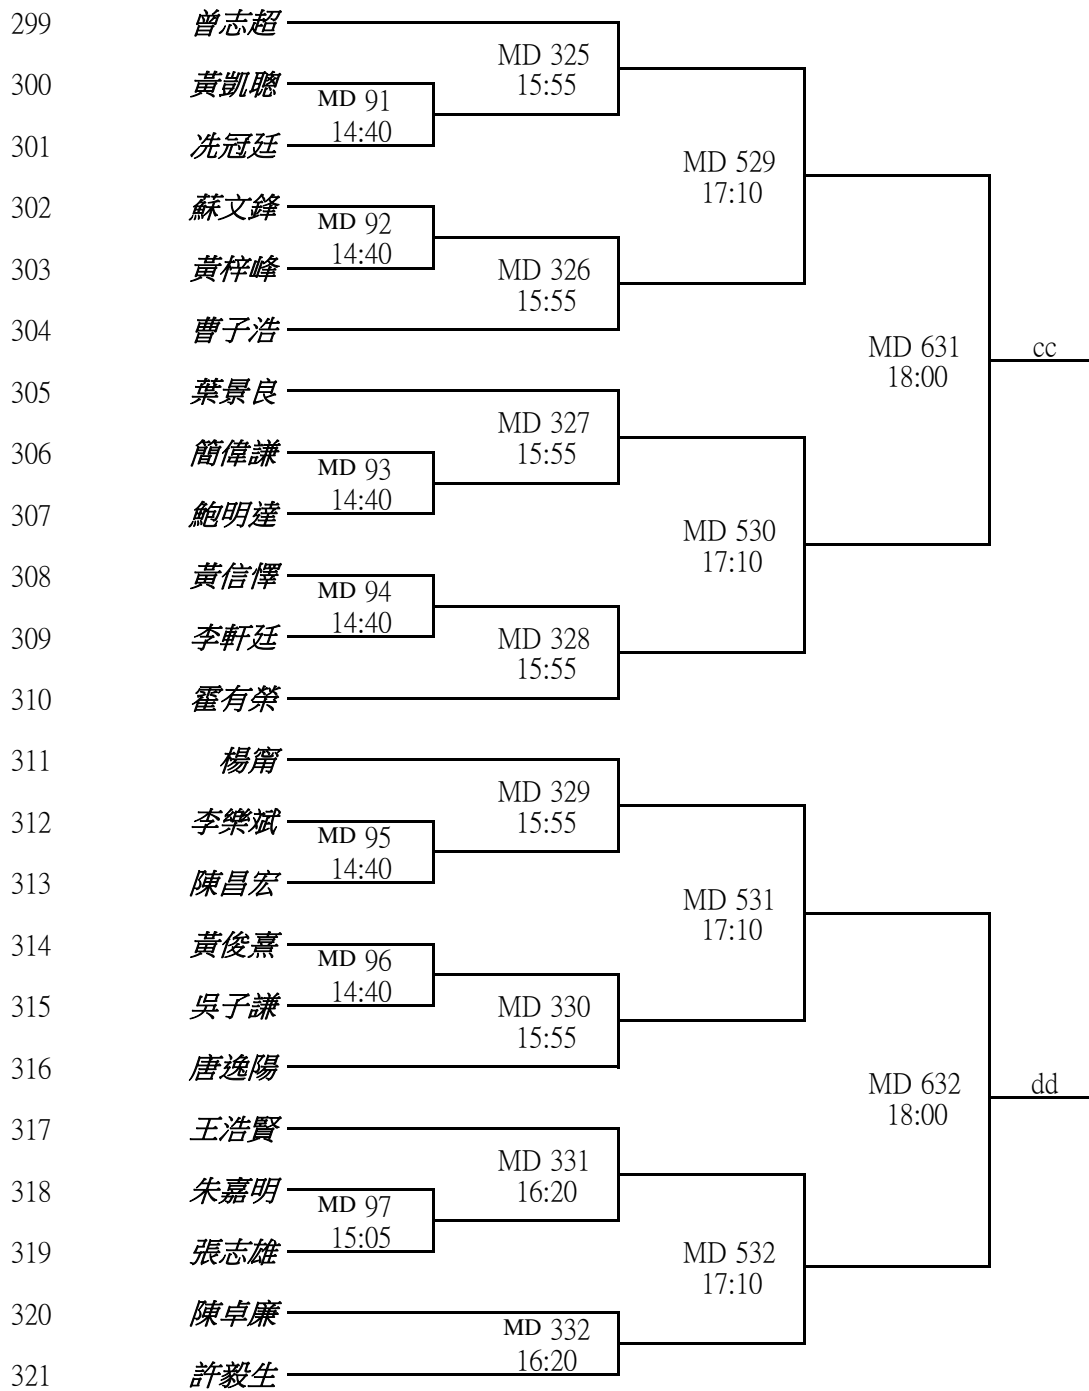 299 曾志超
MD 325
15:55
300 黃凱聰
MD 91
14:40
301 冼冠廷
MD 529
17:10
302 蘇文鋒
MD 92
14:40
303 黃梓峰
MD 326
15:55
304 曹子浩
MD 631 cc
18:00
305 葉景良
MD 327
15:55
306 簡偉謙
MD 93
14:40
307 鮑明達
MD 530
17:10
308 黃信懌
MD 94
14:40
309 李軒廷
MD 328
15:55
310 霍有榮
311 楊甯
MD 329
15:55
312 李樂斌
MD 95
14:40
313 陳昌宏
MD 531
17:10
314 黃俊熹
MD 96
14:40
315 吳子謙
MD 330
15:55
316 唐逸陽
MD 632 dd
18:00
317 王浩賢
MD 331
16:20
318 朱嘉明
MD 97
15:05
319 張志雄
MD 532
17:10
320 陳卓廉
MD 332
16:20
321 許毅生